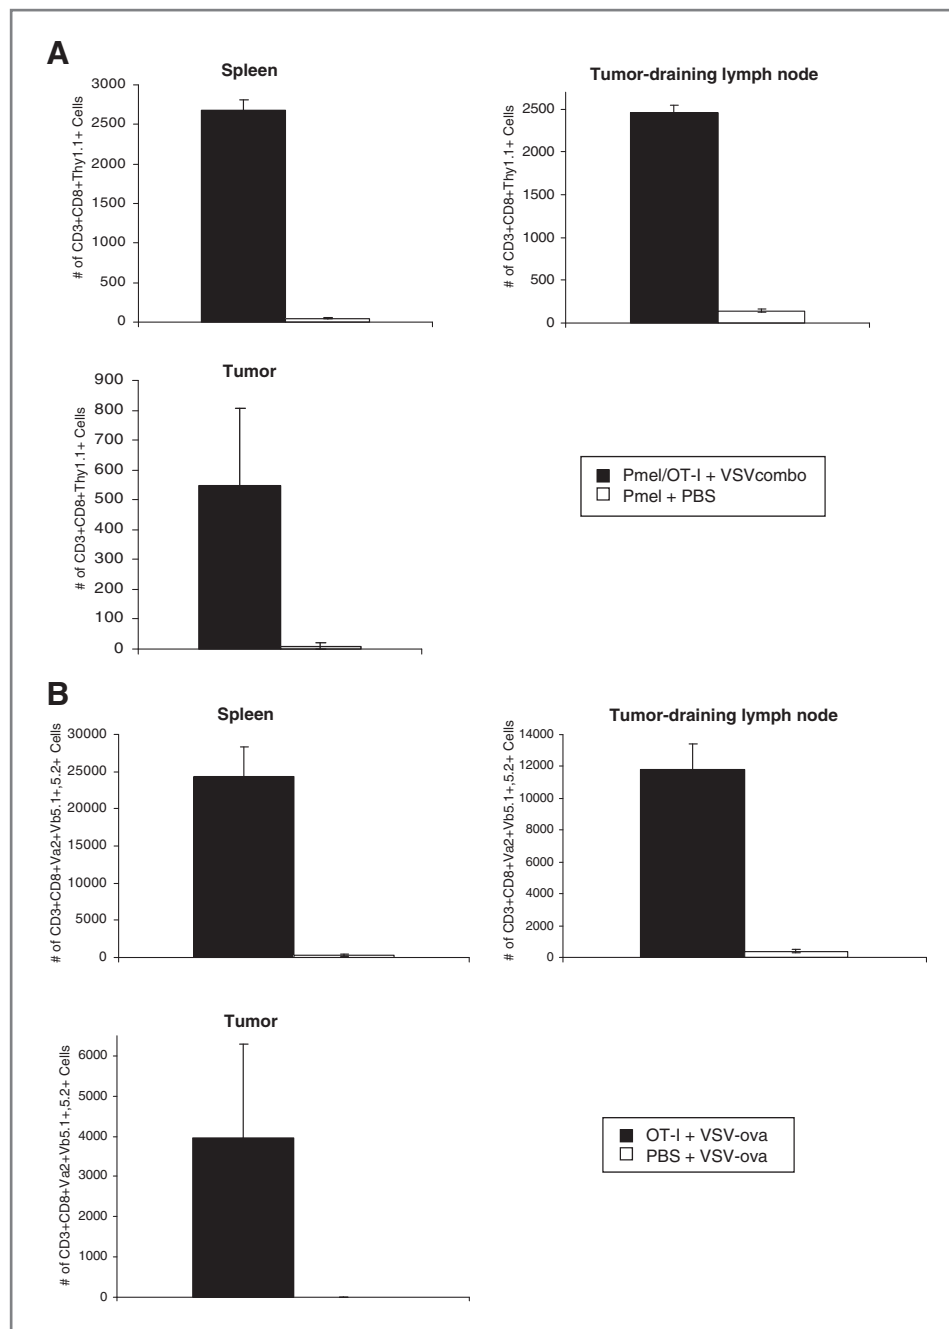 A
Spleen
# of CD3+CD8+Thy1.1+ Cells
3000
2500
2000
1500
1000
500
0
Tumor-draining lymph node
# of CD3+CD8+Thy1.1+ Cells
2500
2000
1500
1000
500
0
Tumor
# of CD3+CD8+Thy1.1+ Cells
900
800
700
600
500
400
300
200
100
0
Pmel/OT-I + VSVcombo
Pmel + PBS
B
Spleen
# of CD3+CD8+Va2+Vb5.1+,5.2+ Cells
30000
25000
20000
15000
10000
5000
0
Tumor-draining lymph node
# of CD3+CD8+Va2+Vb5.1+,5.2+ Cells
14000
12000
10000
8000
6000
4000
2000
0
Tumor
# of CD3+CD8+Va2+Vb5.1+,5.2+ Cells
6000
5000
4000
3000
2000
1000
0
OT-I + VSV-ova
PBS + VSV-ova